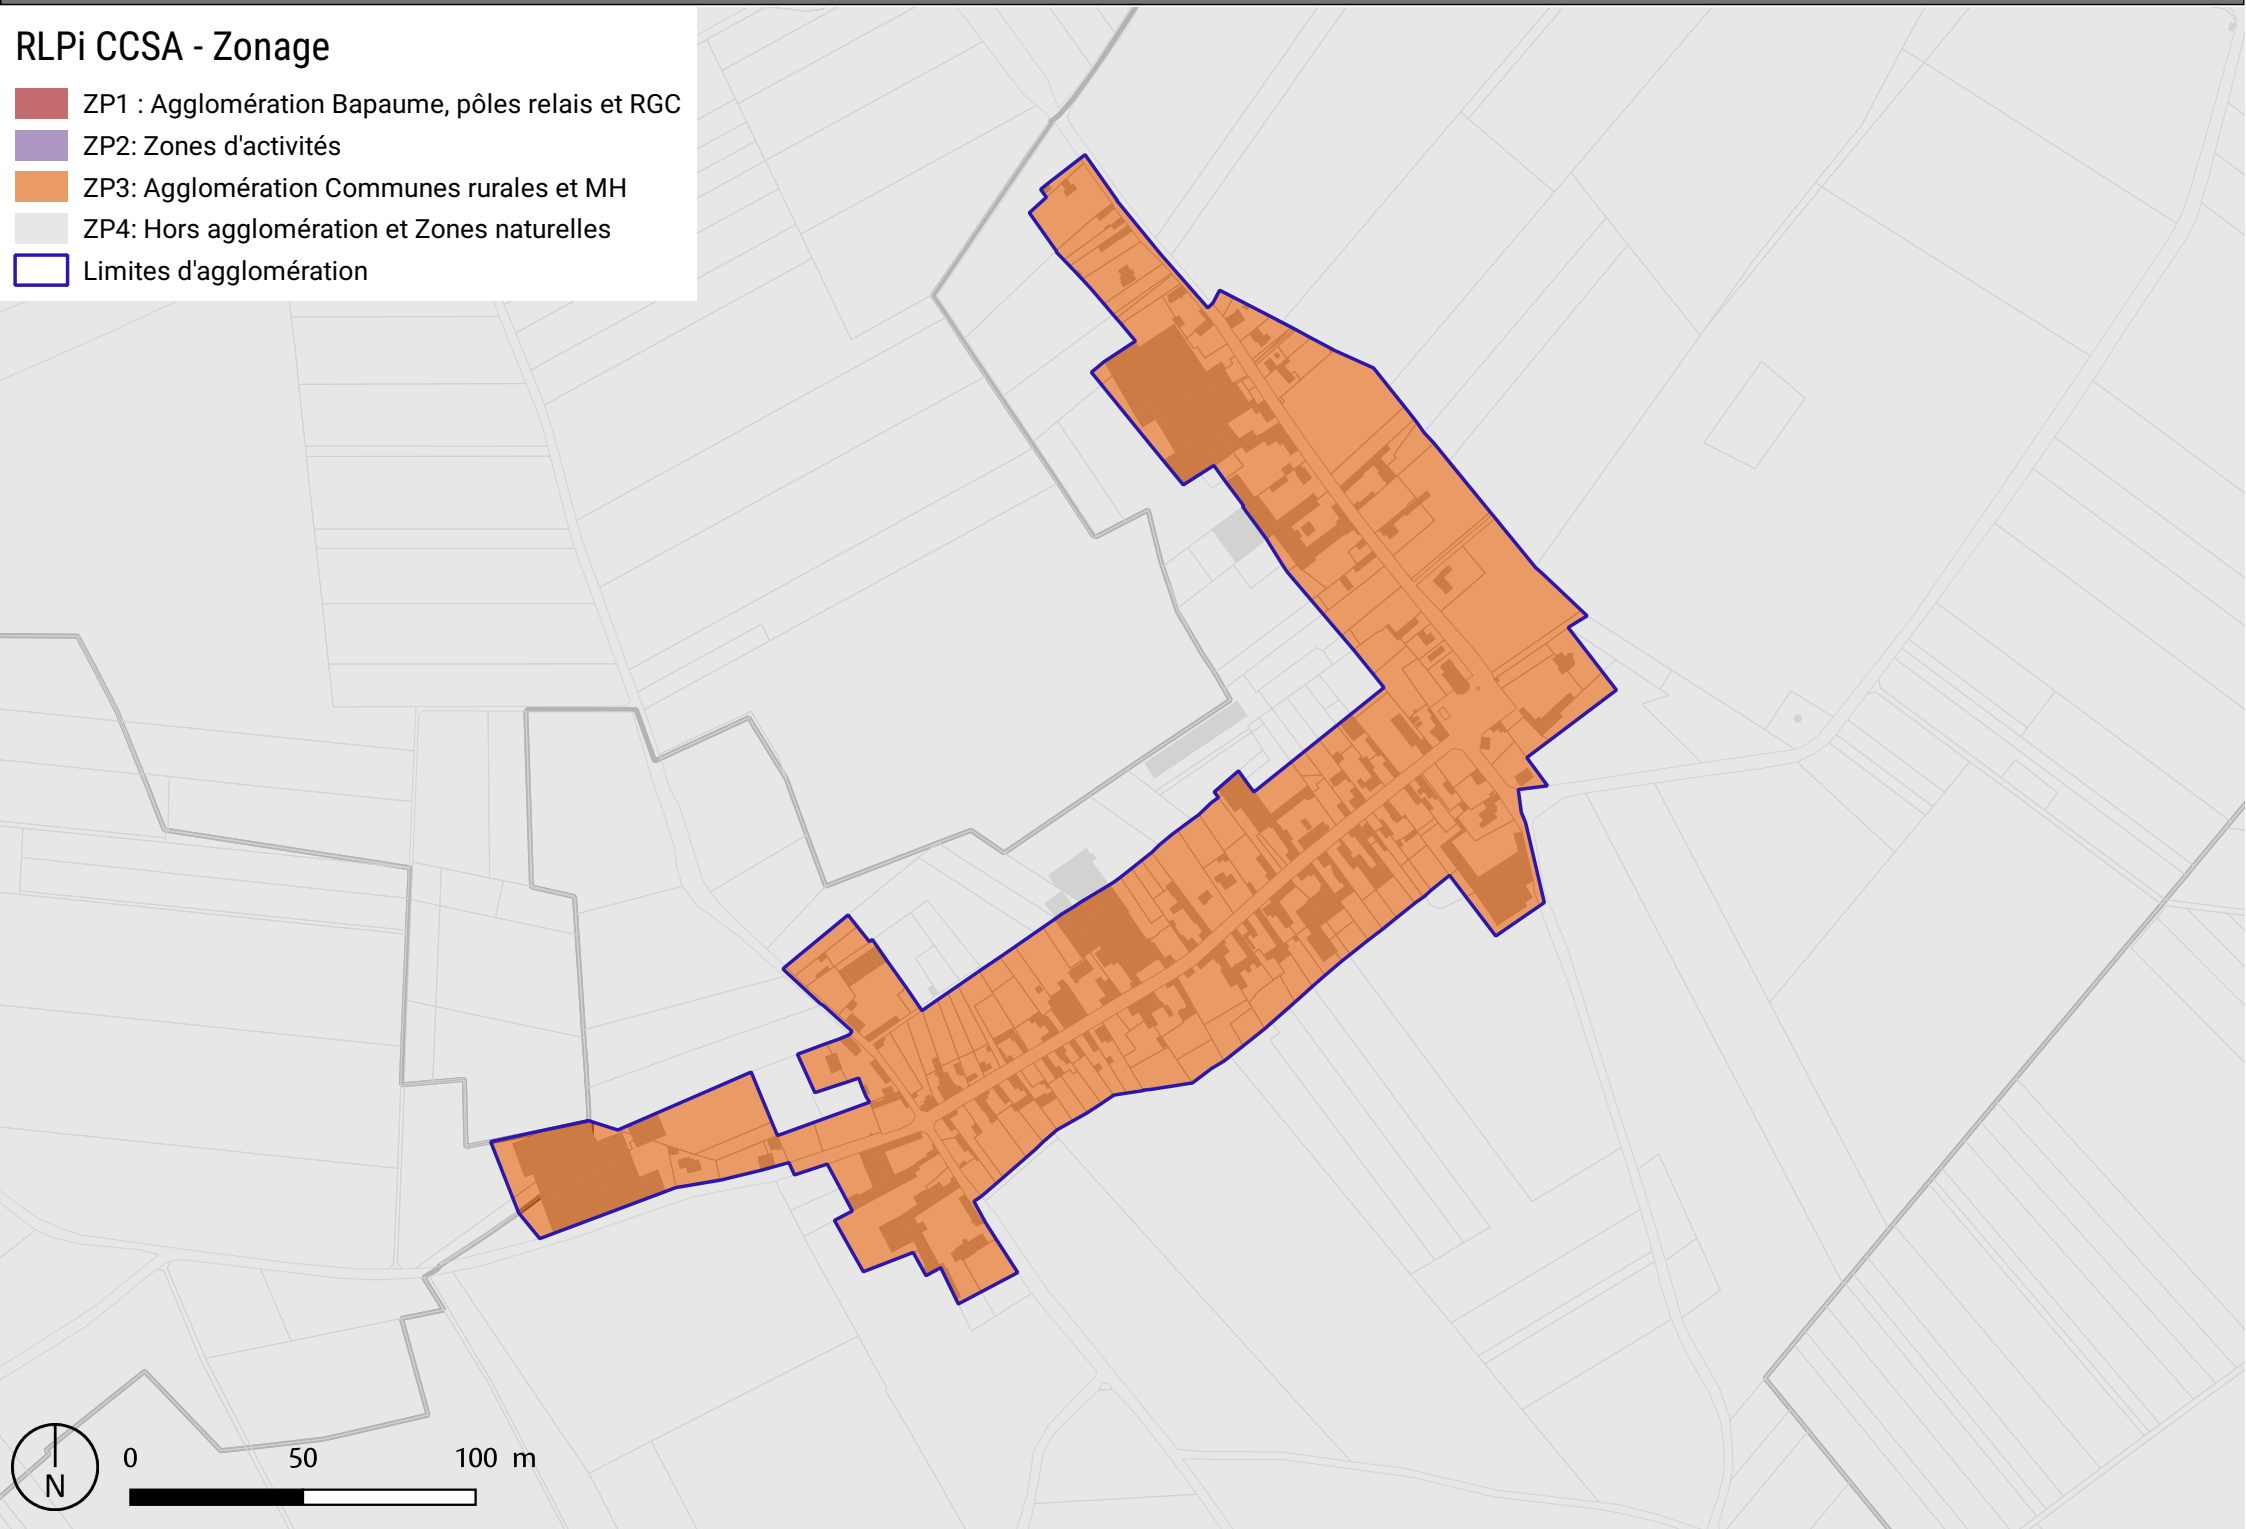 RLPi CCSA - Zonage
ZP1 : Agglomération Bapaume, pôles relais et RGC
ZP2: Zones d'activités
ZP3: Agglomération Communes rurales et MH
ZP4: Hors agglomération et Zones naturelles
Limites d'agglomération
N
0 50 100 m